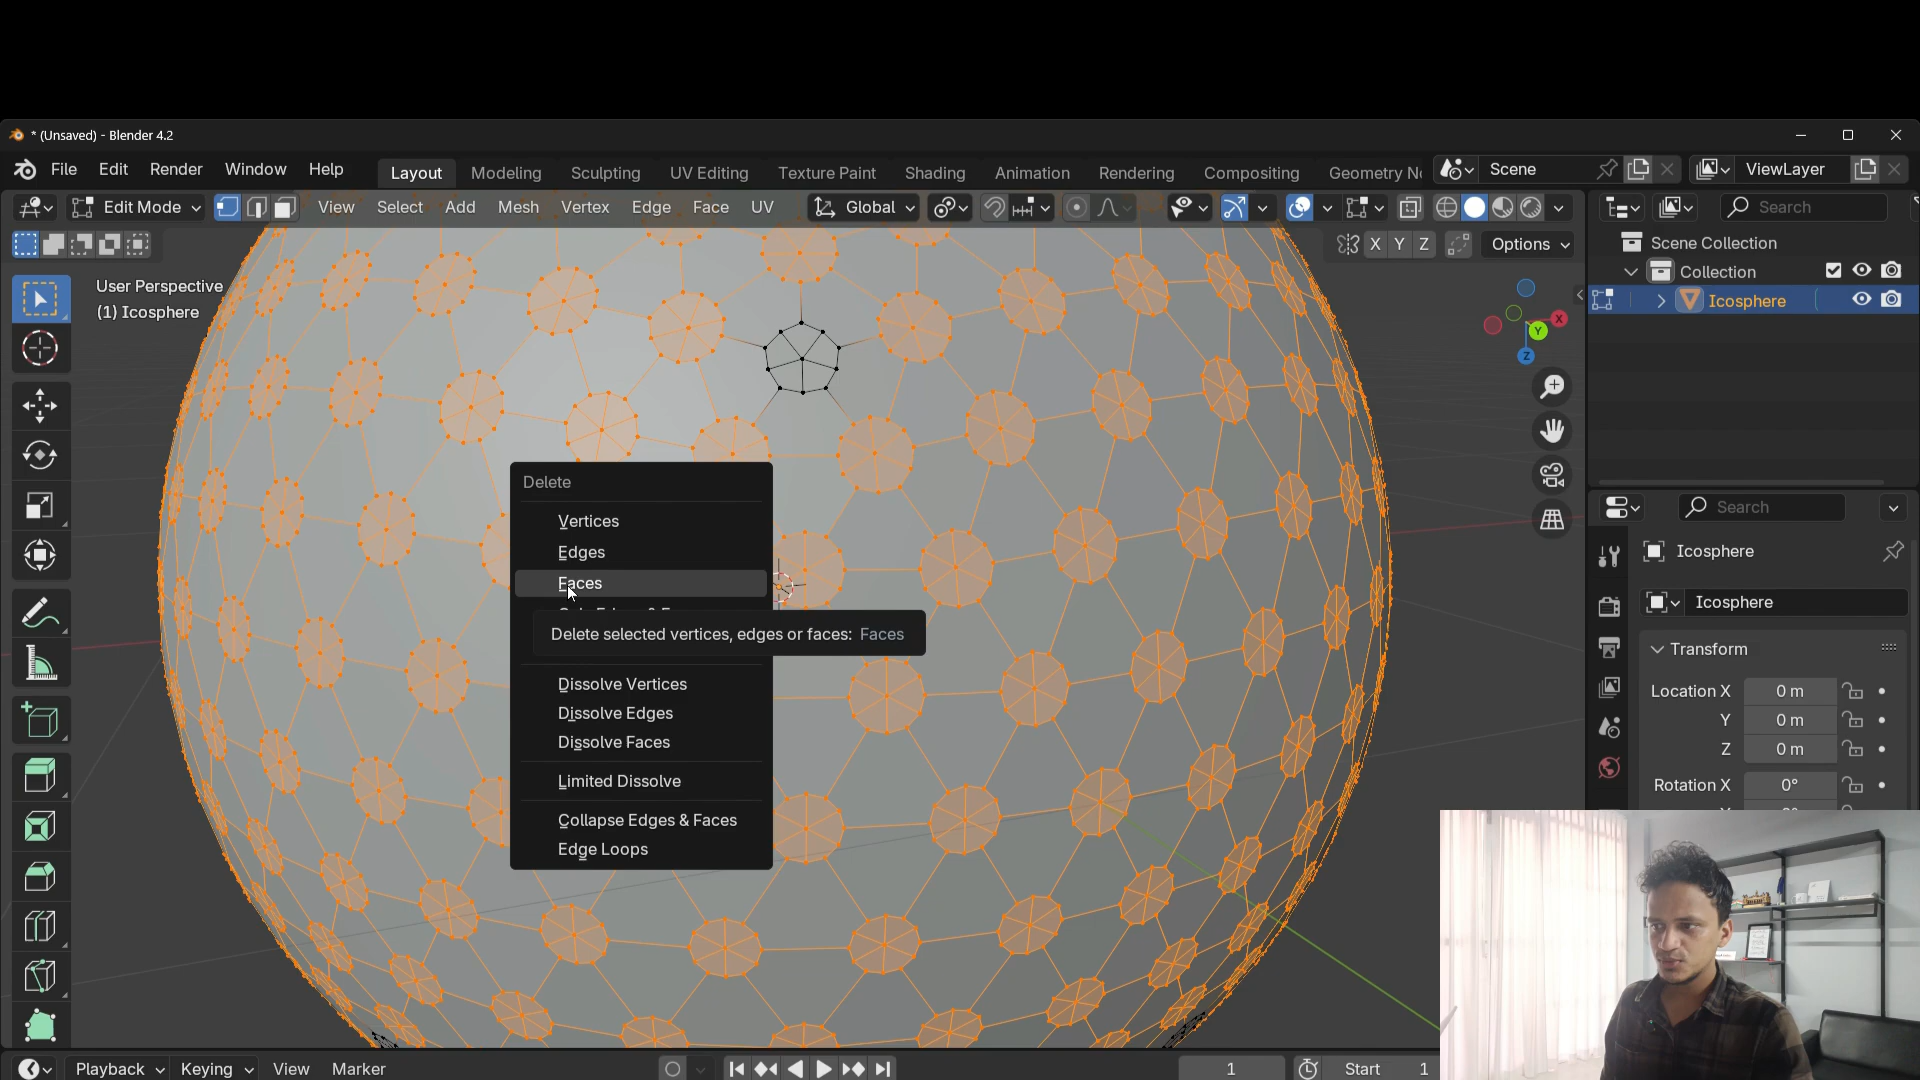 * (Unsaved) - Blender 4.2
File Edit Render Window Help
Layout Modeling Sculpting UV Editing Texture Paint Shading Animation Rendering Compositing Geometry No
Scene
ViewLayer
Edit Mode
View Select Add Mesh Vertex Edge Face UV
Global
Search
X Y Z Options
Scene Collection
Collection
Icosphere
User Perspective
(1) Icosphere
X
Y
Z
Delete
Vertices
Edges
Faces
Delete selected vertices, edges or faces: Faces
Dissolve Vertices
Dissolve Edges
Dissolve Faces
Limited Dissolve
Collapse Edges & Faces
Edge Loops
Search
Icosphere
Icosphere
Transform
Location X 0 m
Y 0 m
Z 0 m
Rotation X 0°
Playback Keying View Marker
1
Start 1